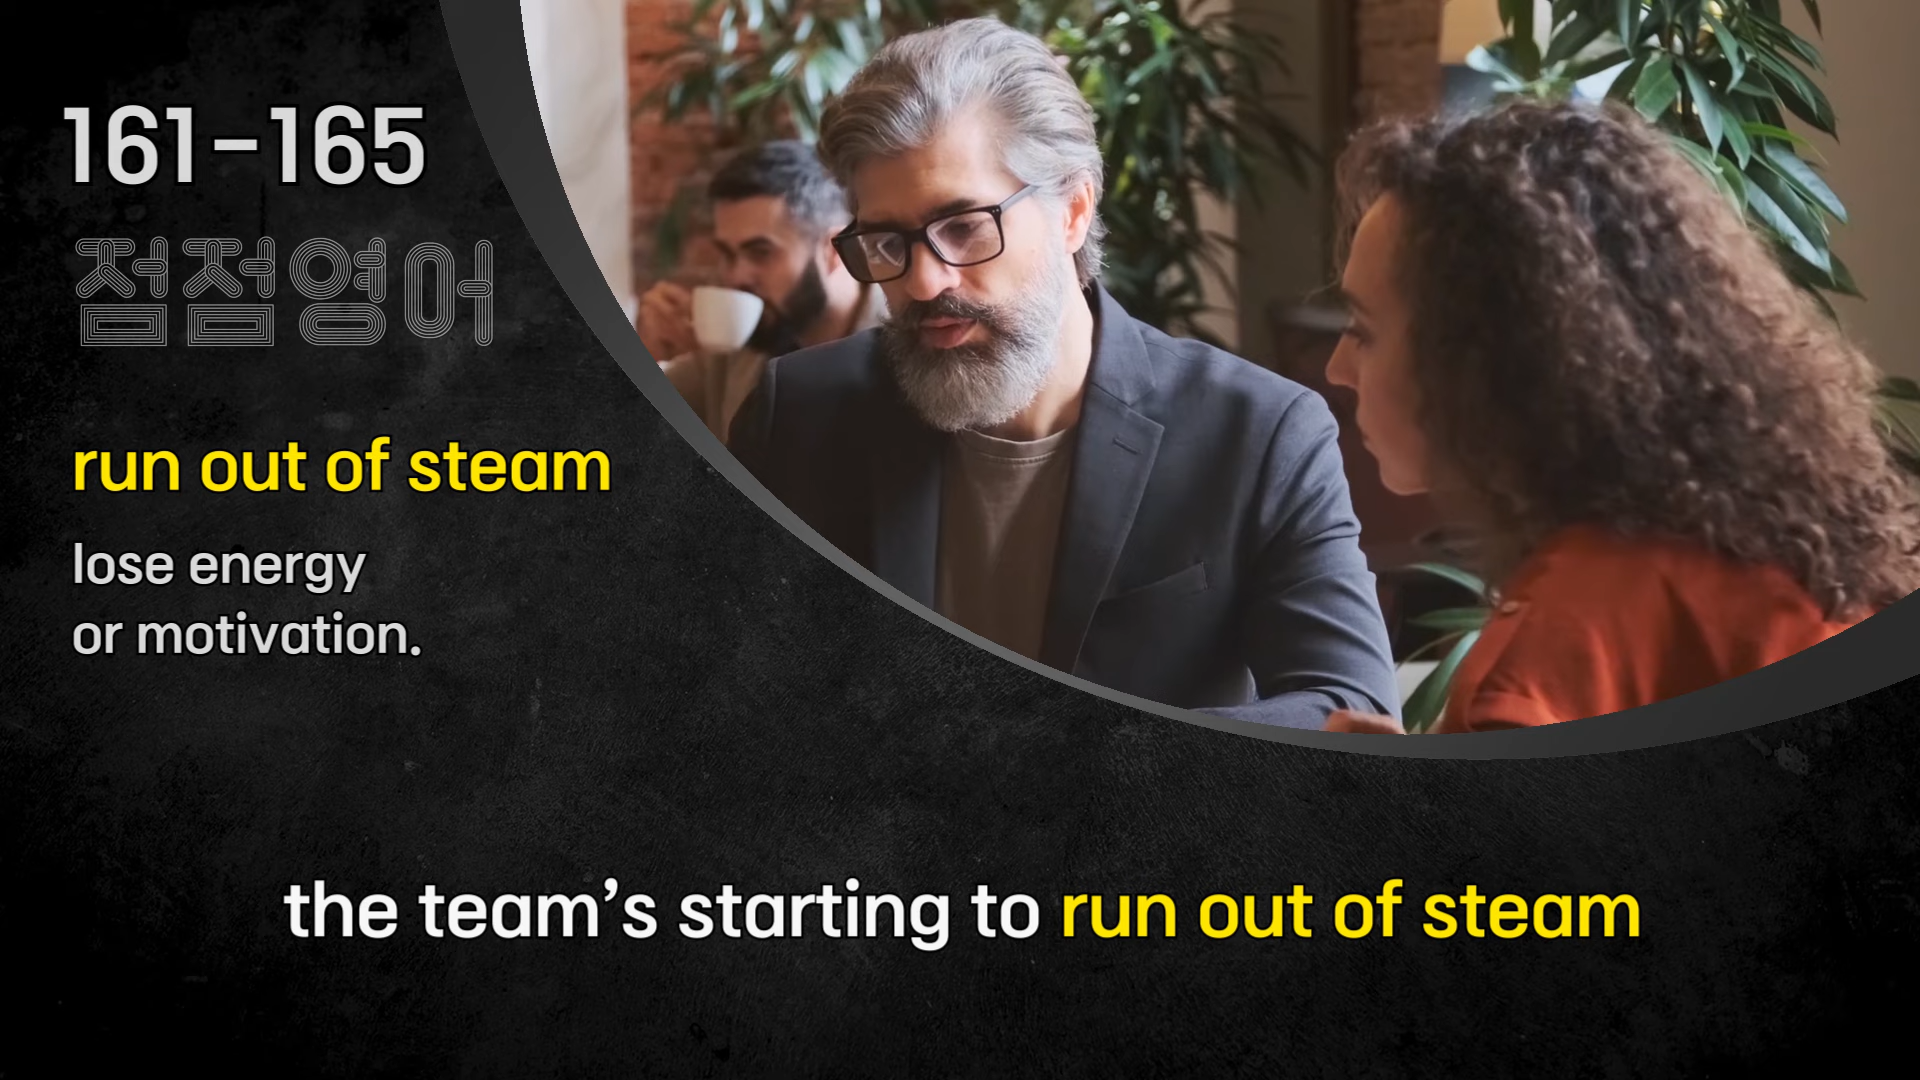 161-165
점점영어
run out of steam
lose energy
or motivation.
the team's starting to run out of steam